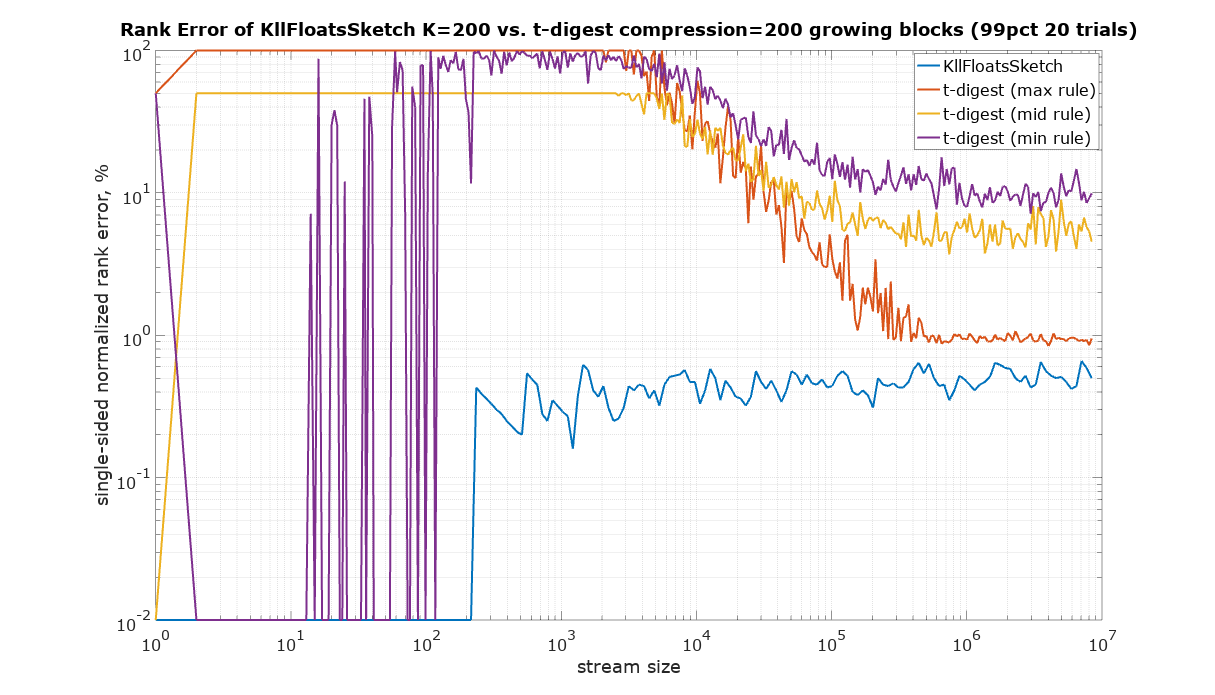 Rank Error of KllFloatsSketch K=200 vs. t-digest compression=200 growing blocks (99pct 20 trials)
KllFloatsSketch
t-digest (max rule)
t-digest (mid rule)
t-digest (min rule)
single-sided normalized rank error, %
10^2
10^1
10^0
10^-1
10^-2
10^0 10^1 10^2 10^3 10^4 10^5 10^6 10^7
stream size